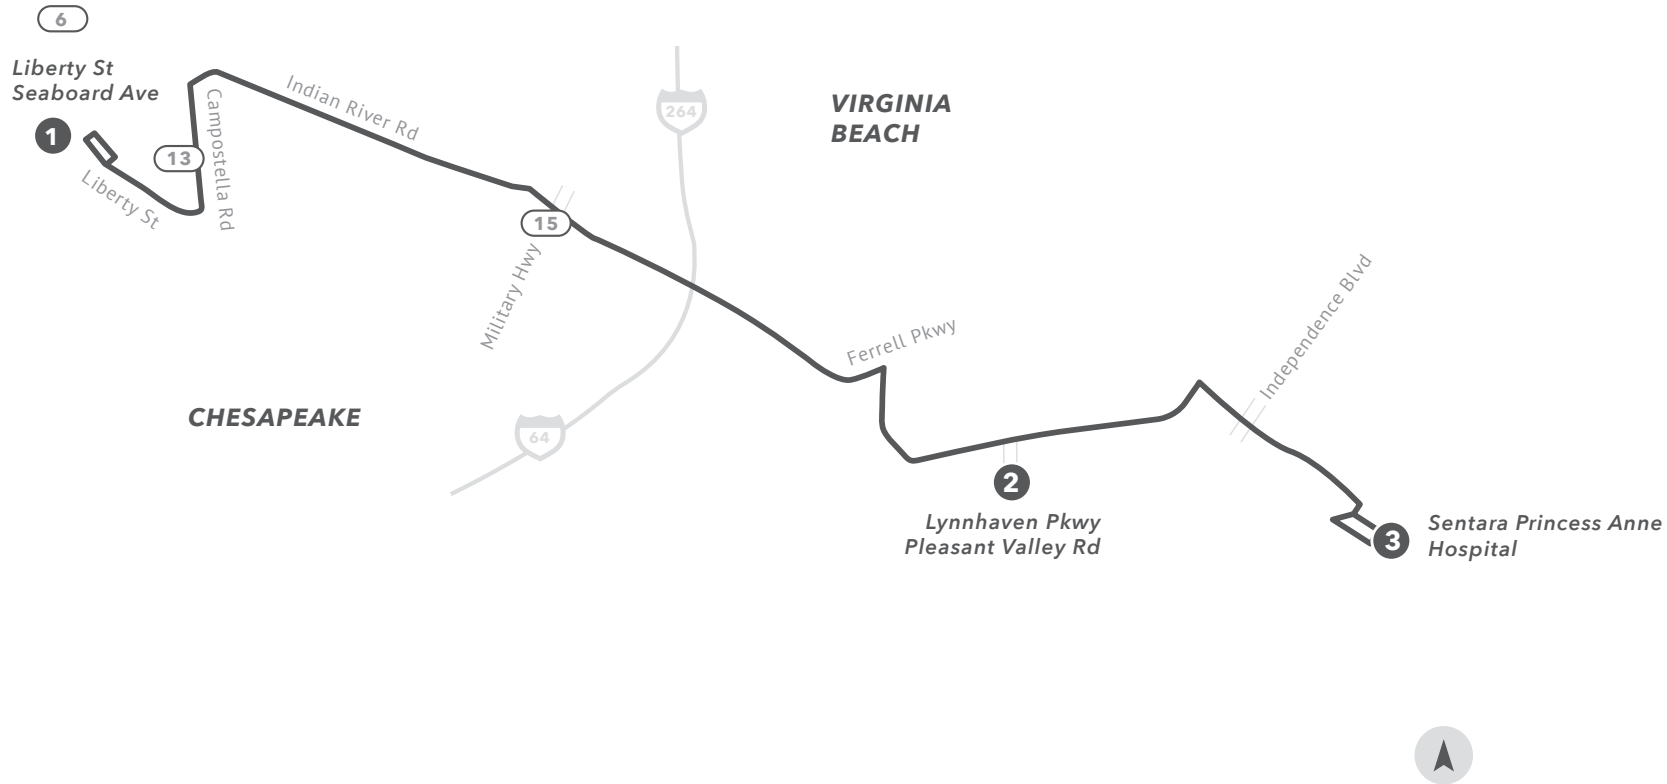 6
Liberty St
Seaboard Ave
1
Liberty St
13
Campostella Rd
Indian River Rd
264
VIRGINIA
BEACH
15
Military Hwy
CHESAPEAKE
64
Ferrell Pkwy
Independence Blvd
2
Lynnhaven Pkwy
Pleasant Valley Rd
3
Sentara Princess Anne
Hospital